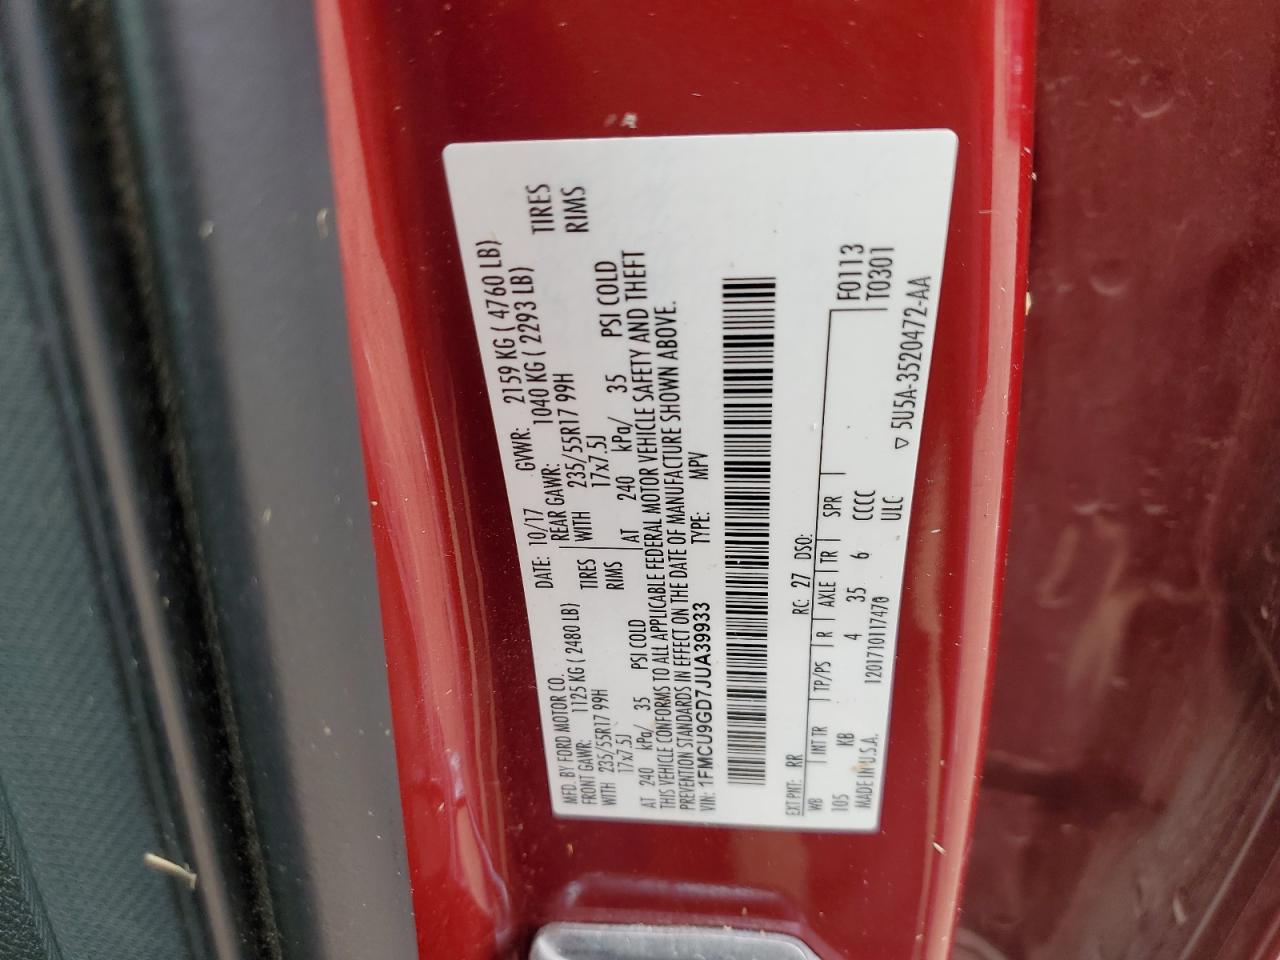 MFD. BY FORD MOTOR CO. DATE: 10/17 GVWR: 2159 KG ( 4760 LB)
FRONT GAWR: 1125 KG ( 2480 LB) REAR GAWR: 1040 KG ( 2293 LB)
WITH 235/55R17 99H TIRES WITH 235/55R17 99H TIRES
17x7.5J RIMS 17x7.5J RIMS
AT 240 kPa/ 35 PSI COLD AT 240 kPa/ 35 PSI COLD
THIS VEHICLE CONFORMS TO ALL APPLICABLE FEDERAL MOTOR VEHICLE SAFETY AND THEFT
PREVENTION STANDARDS IN EFFECT ON THE DATE OF MANUFACTURE SHOWN ABOVE.
VIN: 1FMCU9GD7JUA39933 TYPE: MPV
EXT PNT: RR RC: 27 DSO:
WB INT TR TP/PS R AXLE TR SPR F0113
105 KB 4 35 6 CCCC T0301
MADE IN U.S.A. 12017101117470 ULC
▽ 5U5A-3520472-AA